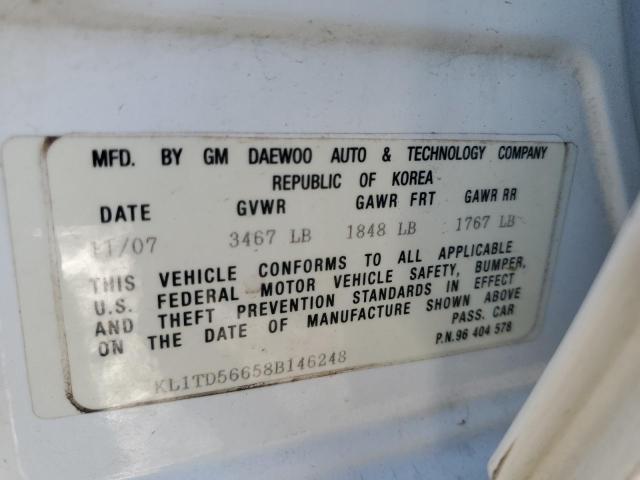 MFD. BY GM DAEWOO AUTO & TECHNOLOGY COMPANY
REPUBLIC OF KOREA
DATE GVWR GAWR FRT GAWR RR
11/07 3467 LB 1848 LB 1767 LB
THIS VEHICLE CONFORMS TO ALL APPLICABLE
U.S. FEDERAL MOTOR VEHICLE SAFETY, BUMPER,
AND THEFT PREVENTION STANDARDS IN EFFECT
ON THE DATE OF MANUFACTURE SHOWN ABOVE
PASS. CAR
P.N.96 404 578
KL1TD56658B146248